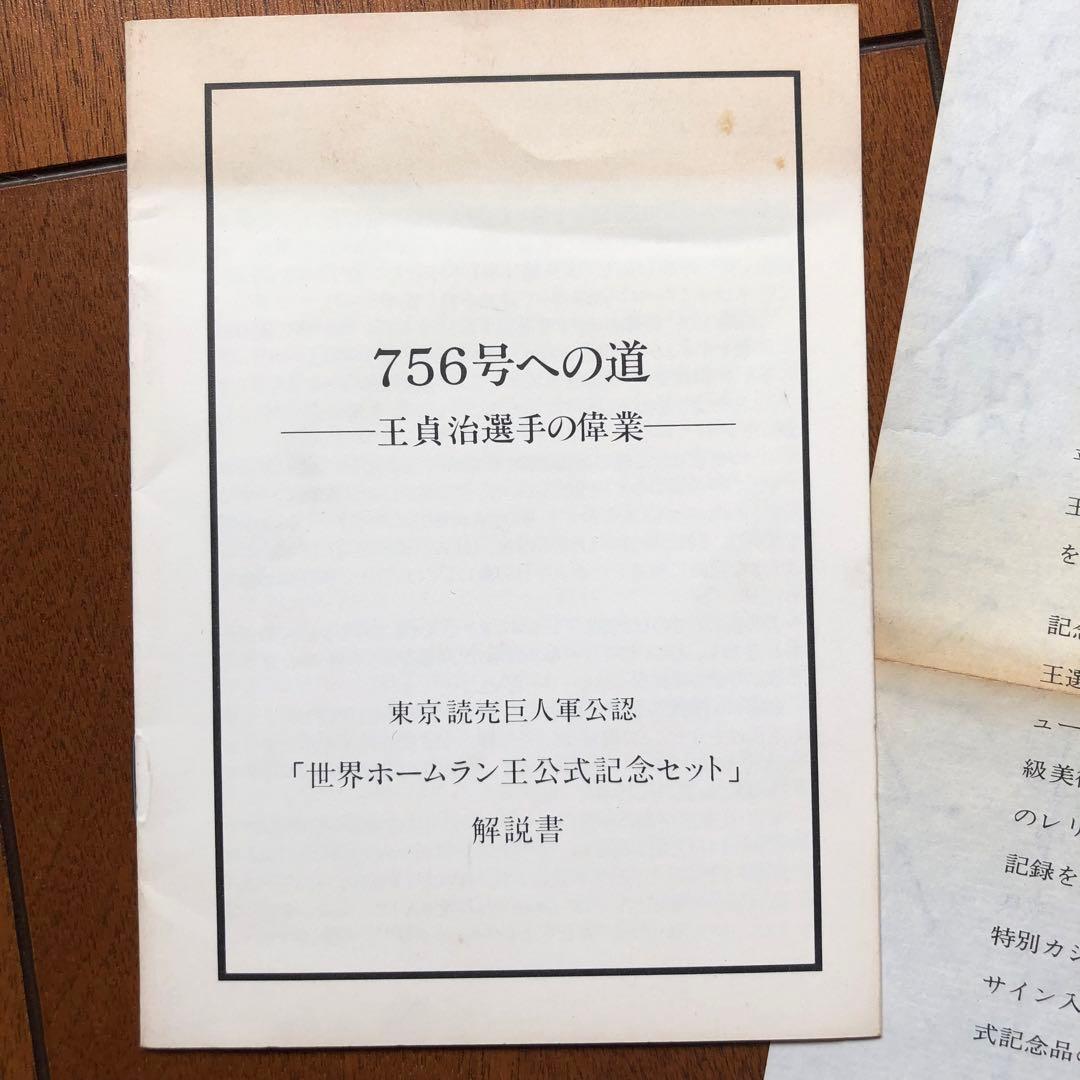 756号への道
王貞治選手の偉業
東京読売巨人軍公認
「世界ホームラン王公式記念セット」
解説書
王
を
記念
王選
ュー
級美術
のレリ
記録を
特別カシ
サイン入
式記念品の